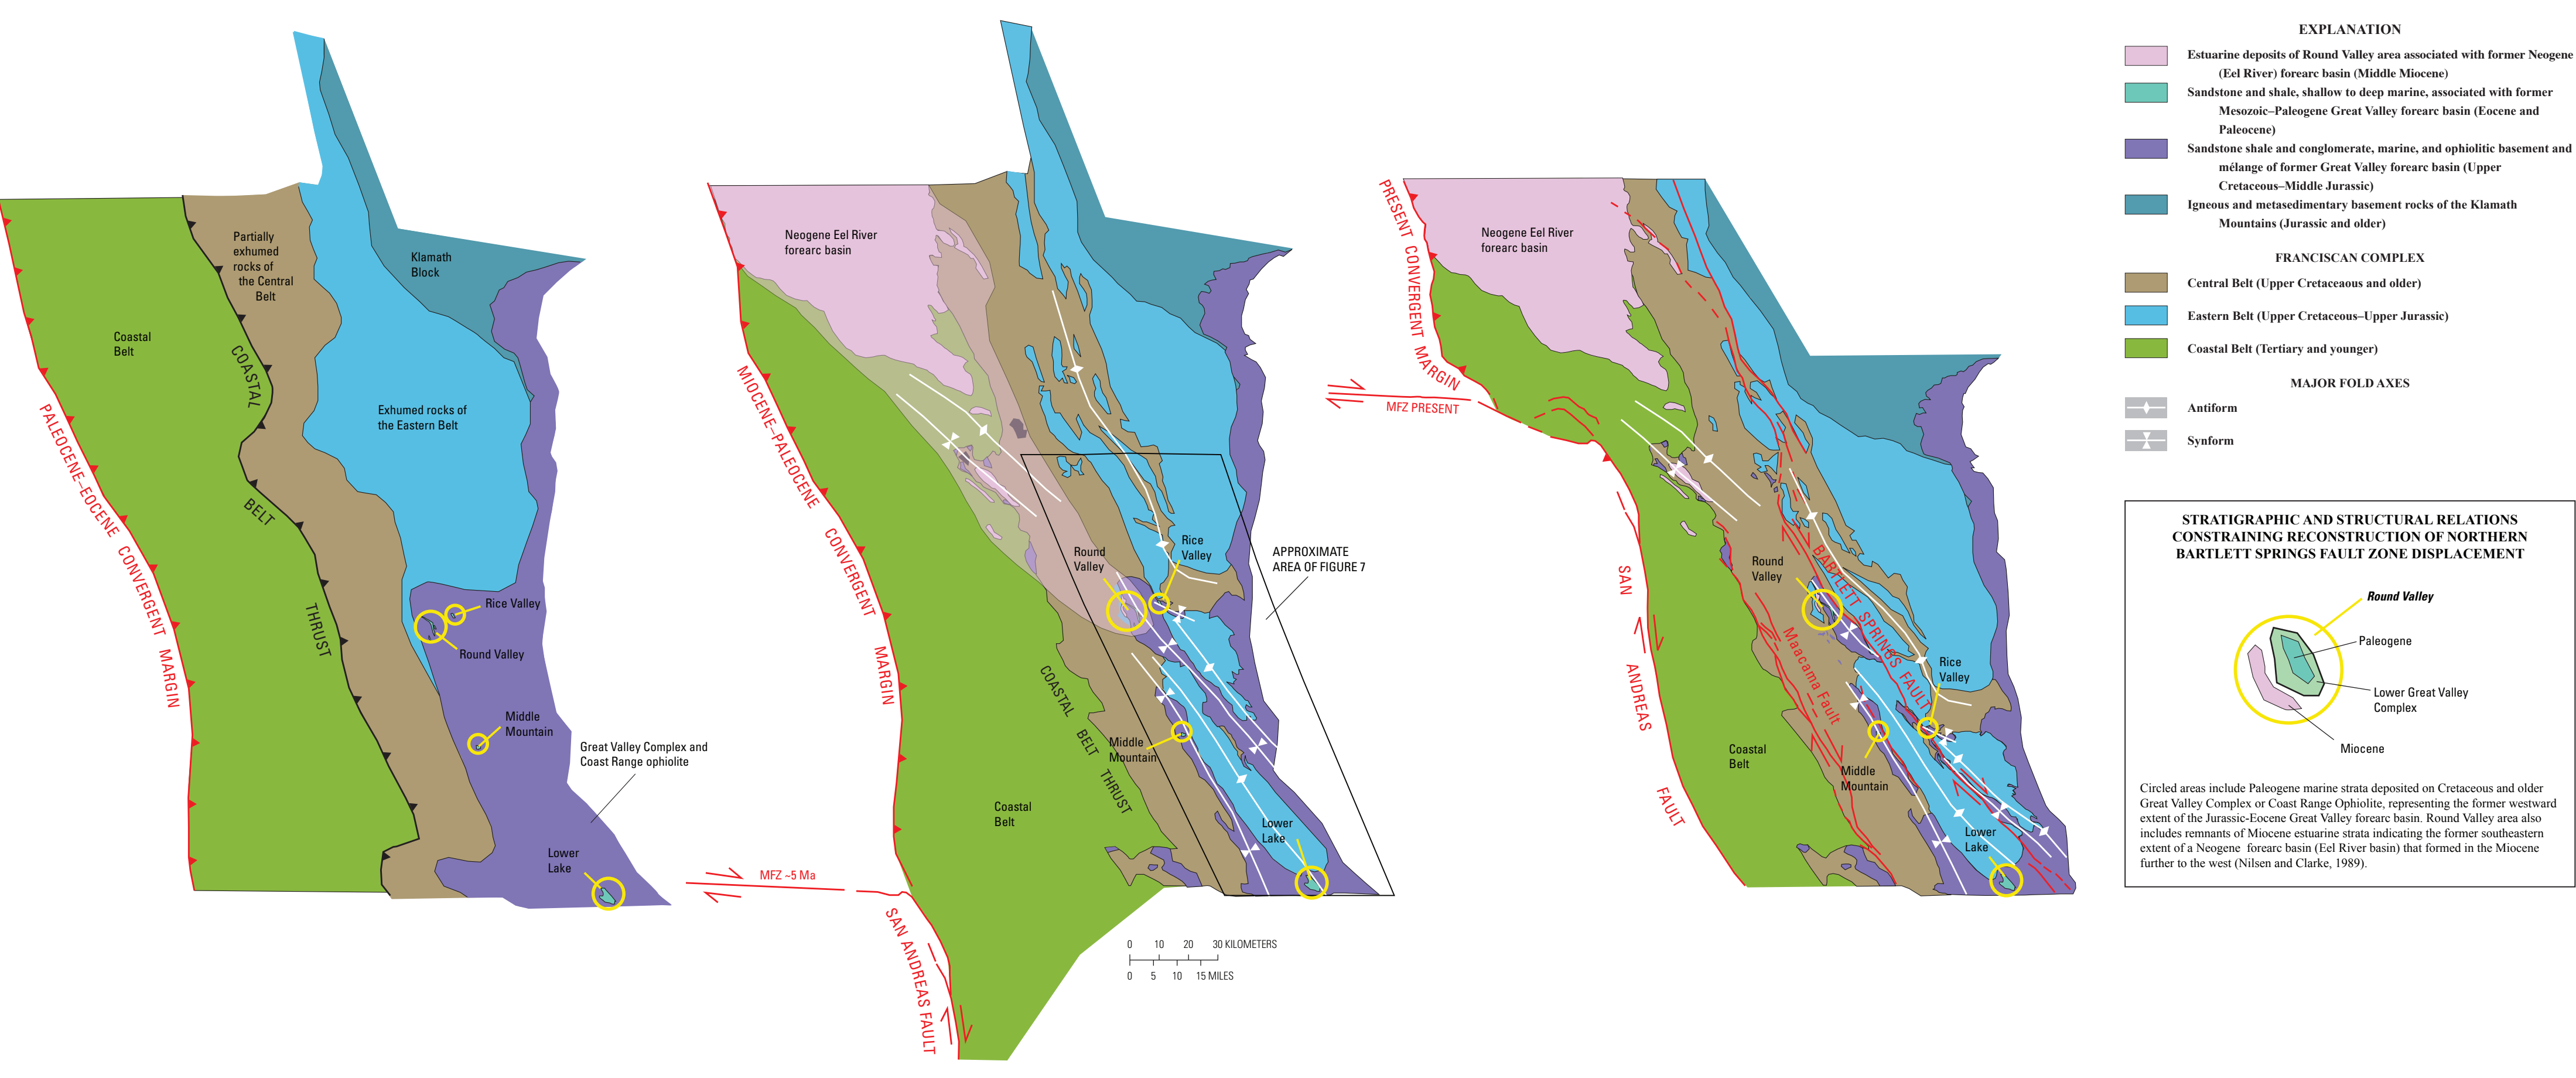 Partially
exhumed
rocks of
the Central
Belt
Klamath
Block
Coastal
Belt
COASTAL
BELT
THRUST
Exhumed rocks of
the Eastern Belt
PALEOCENE–EOCENE CONVERGENT MARGIN
Rice Valley
Round Valley
Middle
Mountain
Great Valley Complex and
Coast Range ophiolite
Lower
Lake
Neogene Eel River
forearc basin
MIOCENE–PALEOCENE CONVERGENT MARGIN
Round
Valley
Rice
Valley
APPROXIMATE
AREA OF FIGURE 7
COASTAL BELT THRUST
Middle
Mountain
Coastal
Belt
Lower
Lake
MFZ ~5 Ma
SAN ANDREAS FAULT
0 10 20 30 KILOMETERS
0 5 10 15 MILES
PRESENT CONVERGENT MARGIN
Neogene Eel River
forearc basin
MFZ PRESENT
Round
Valley
BARTLETT SPRINGS FAULT
Maacama Fault
SAN ANDREAS FAULT
Rice
Valley
Coastal
Belt
Middle
Mountain
Lower
Lake
EXPLANATION
Estuarine deposits of Round Valley area associated with former Neogene
(Eel River) forearc basin (Middle Miocene)
Sandstone and shale, shallow to deep marine, associated with former
Mesozoic–Paleogene Great Valley forearc basin (Eocene and
Paleocene)
Sandstone shale and conglomerate, marine, and ophiolitic basement and
mélange of former Great Valley forearc basin (Upper
Cretaceous–Middle Jurassic)
Igneous and metasedimentary basement rocks of the Klamath
Mountains (Jurassic and older)
FRANCISCAN COMPLEX
Central Belt (Upper Cretaceaous and older)
Eastern Belt (Upper Cretaceous–Upper Jurassic)
Coastal Belt (Tertiary and younger)
MAJOR FOLD AXES
Antiform
Synform
STRATIGRAPHIC AND STRUCTURAL RELATIONS
CONSTRAINING RECONSTRUCTION OF NORTHERN
BARTLETT SPRINGS FAULT ZONE DISPLACEMENT
Round Valley
Paleogene
Lower Great Valley
Complex
Miocene
Circled areas include Paleogene marine strata deposited on Cretaceous and older
Great Valley Complex or Coast Range Ophiolite, representing the former westward
extent of the Jurassic-Eocene Great Valley forearc basin. Round Valley area also
includes remnants of Miocene estuarine strata indicating the former southeastern
extent of a Neogene forearc basin (Eel River basin) that formed in the Miocene
further to the west (Nilsen and Clarke, 1989).